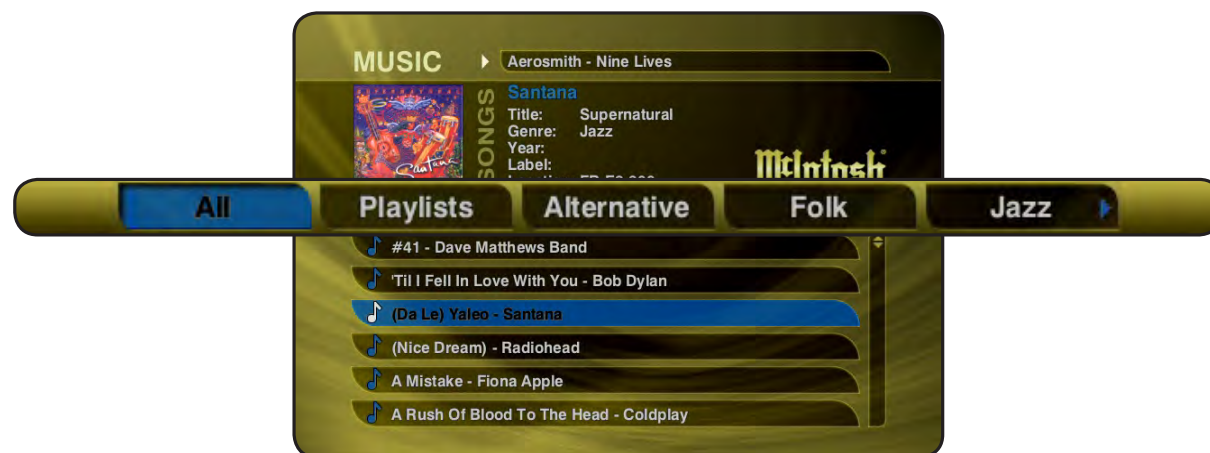 MUSIC
Aerosmith - Nine Lives
SONGS
Santana
Santana
Title: Supernatural
Genre: Jazz
Year:
Label:
McIntosh
All Playlists Alternative Folk Jazz
#41 - Dave Matthews Band
'Til I Fell In Love With You - Bob Dylan
(Da Le) Yaleo - Santana
(Nice Dream) - Radiohead
A Mistake - Fiona Apple
A Rush Of Blood To The Head - Coldplay